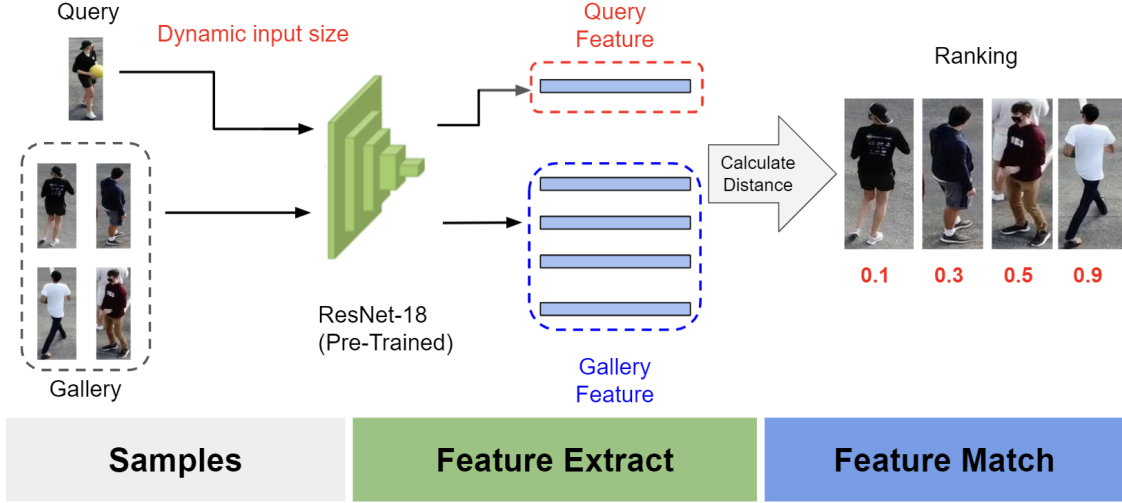 Query
Dynamic input size
Gallery
ResNet-18
(Pre-Trained)
Query
Feature
Gallery
Feature
Calculate
Distance
Ranking
0.1
0.3
0.5
0.9
Samples
Feature Extract
Feature Match